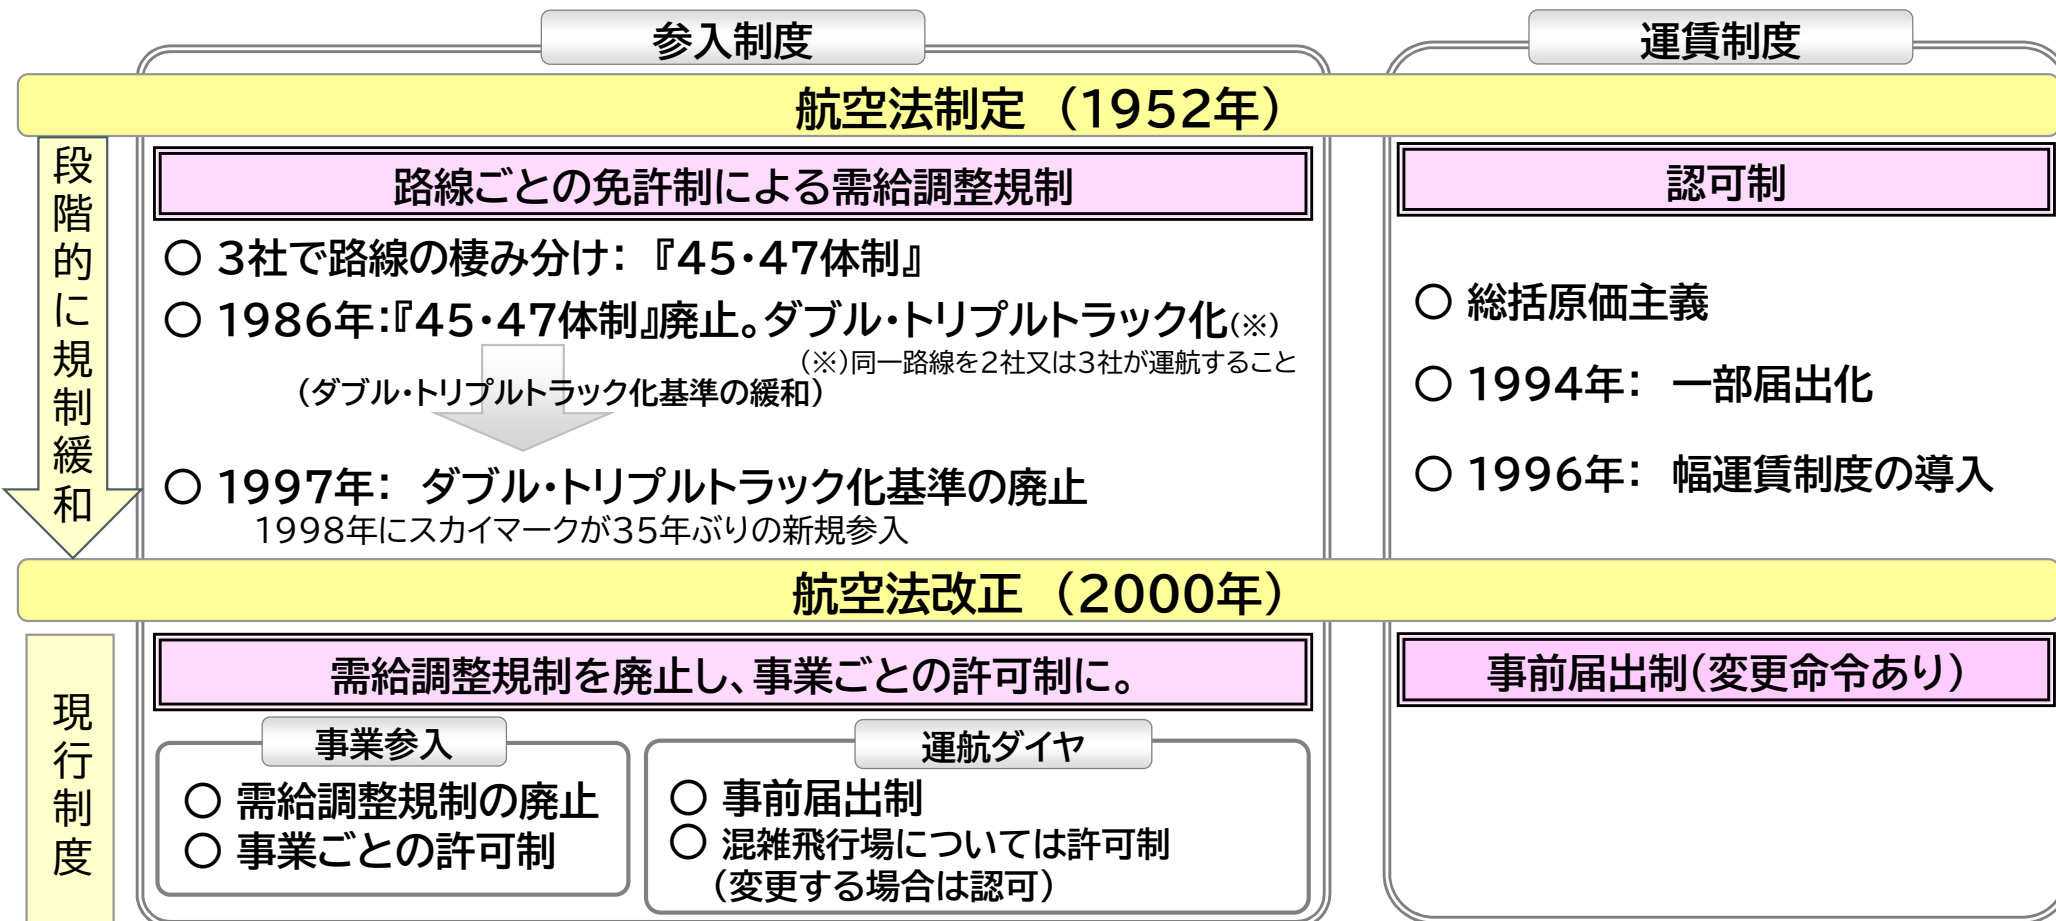 参入制度
運賃制度
航空法制定（1952年）
段階的に規制緩和
路線ごとの免許制による需給調整規制
○ 3社で路線の棲み分け：『45・47体制』
○ 1986年：『45・47体制』廃止。ダブル・トリプルトラック化(※)
(※)同一路線を2社又は3社が運航すること
（ダブル・トリプルトラック化基準の緩和）
○ 1997年： ダブル・トリプルトラック化基準の廃止
1998年にスカイマークが35年ぶりの新規参入
認可制
○ 総括原価主義
○ 1994年： 一部届出化
○ 1996年： 幅運賃制度の導入
航空法改正（2000年）
現行制度
需給調整規制を廃止し、事業ごとの許可制に。
事業参入
○ 需給調整規制の廃止
○ 事業ごとの許可制
運航ダイヤ
○ 事前届出制
○ 混雑飛行場については許可制
（変更する場合は認可）
事前届出制（変更命令あり）